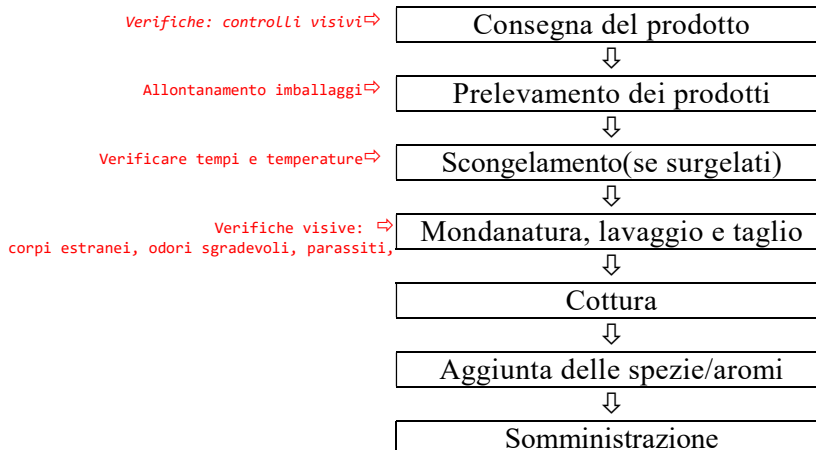 Verifiche: controlli visivi⇨ Consegna del prodotto
⇩
Allontanamento imballaggi⇨ Prelevamento dei prodotti
⇩
Verificare tempi e temperature⇨ Scongelamento(se surgelati)
⇩
Verifiche visive: ⇨ Mondanatura, lavaggio e taglio
corpi estranei, odori sgradevoli, parassiti,
⇩
Cottura
⇩
Aggiunta delle spezie/aromi
⇩
Somministrazione